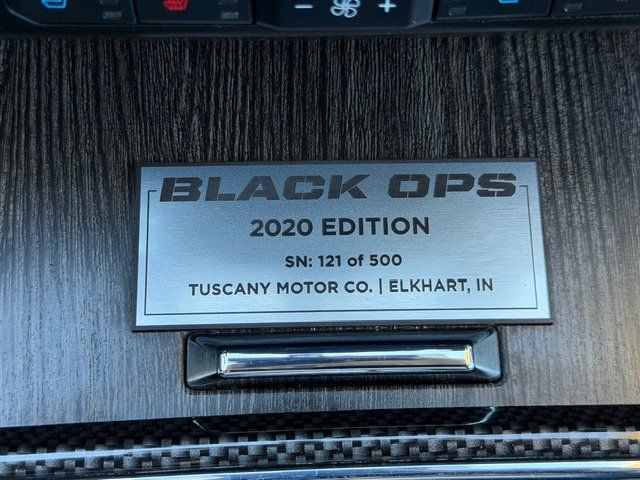 BLACK OPS
2020 EDITION
SN: 121 of 500
TUSCANY MOTOR CO. | ELKHART, IN